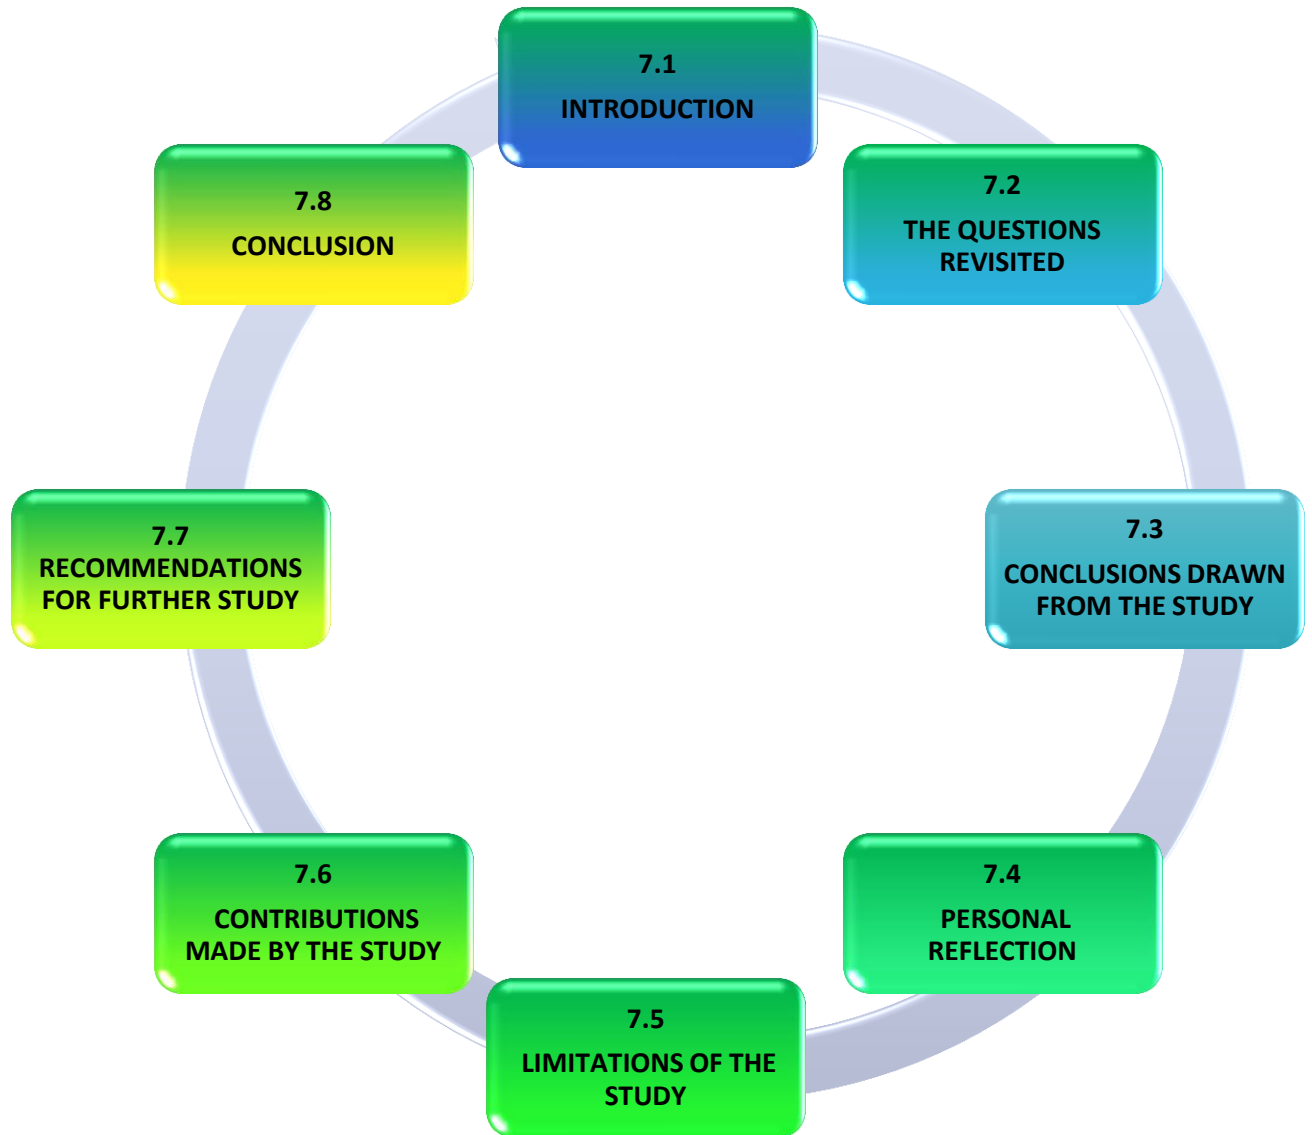 7.1
INTRODUCTION
7.2
THE QUESTIONS
REVISITED
7.3
CONCLUSIONS DRAWN
FROM THE STUDY
7.4
PERSONAL
REFLECTION
7.5
LIMITATIONS OF THE
STUDY
7.6
CONTRIBUTIONS
MADE BY THE STUDY
7.7
RECOMMENDATIONS
FOR FURTHER STUDY
7.8
CONCLUSION